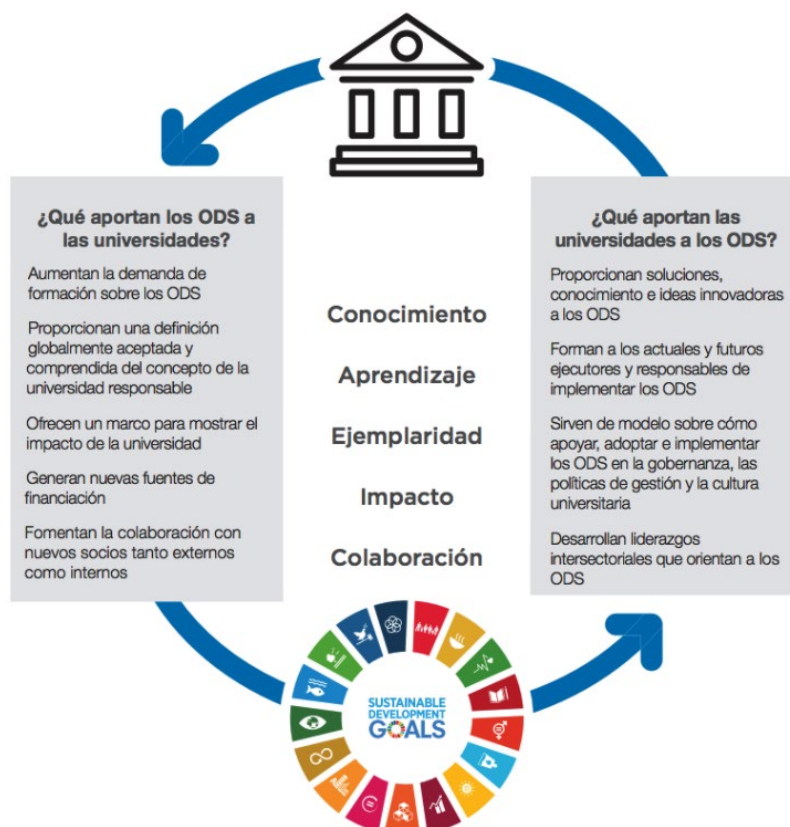 ¿Qué aportan los ODS a
las universidades?
Aumentan la demanda de
formación sobre los ODS
Proporcionan una definición
globalmente aceptada y
comprendida del concepto de la
universidad responsable
Ofrecen un marco para mostrar el
impacto de la universidad
Generan nuevas fuentes de
financiación
Fomentan la colaboración con
nuevos socios tanto externos
como internos
Conocimiento
Aprendizaje
Ejemplaridad
Impacto
Colaboración
¿Qué aportan las
universidades a los ODS?
Proporcionan soluciones,
conocimiento e ideas innovadoras
a los ODS
Forman a los actuales y futuros
ejecutores y responsables de
implementar los ODS
Sirven de modelo sobre cómo
apoyar, adoptar e implementar
los ODS en la gobernanza, las
políticas de gestión y la cultura
universitaria
Desarrollan liderazgos
intersectoriales que orientan a los
ODS
SUSTAINABLE
DEVELOPMENT
GOALS